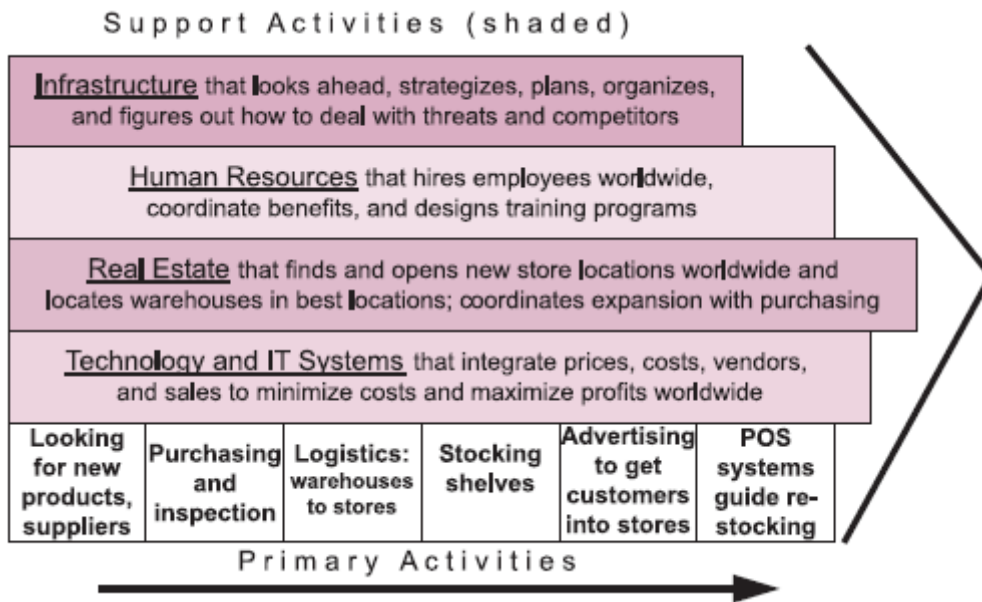 Support Activities (shaded)
Infrastructure that looks ahead, strategizes, plans, organizes,
and figures out how to deal with threats and competitors
Human Resources that hires employees worldwide,
coordinate benefits, and designs training programs
Real Estate that finds and opens new store locations worldwide and
locates warehouses in best locations; coordinates expansion with purchasing
Technology and IT Systems that integrate prices, costs, vendors,
and sales to minimize costs and maximize profits worldwide
Looking
for new
products,
suppliers
Purchasing
and
inspection
Logistics:
warehouses
to stores
Stocking
shelves
Advertising
to get
customers
into stores
POS
systems
guide re-
stocking
Primary Activities